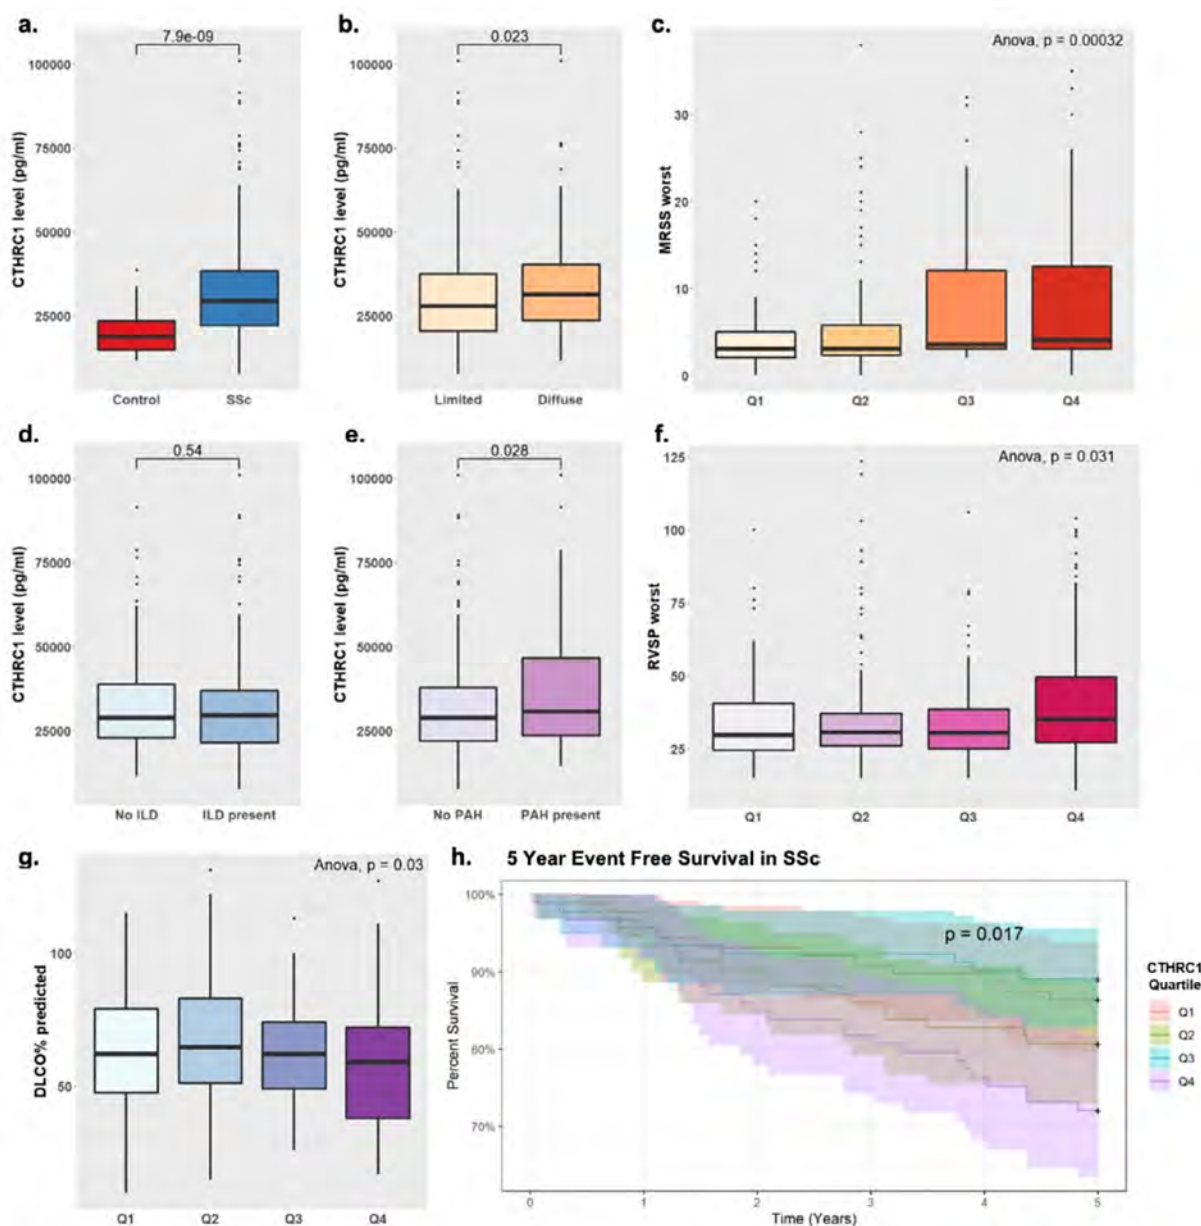 a.
7.9e-09
CTHRC1 level (pg/ml)
100000
75000
50000
25000
Control SSc
b.
0.023
CTHRC1 level (pg/ml)
100000
75000
50000
25000
Limited Diffuse
c.
Anova, p = 0.00032
MRSS worst
30
20
10
0
Q1 Q2 Q3 Q4
d.
0.54
CTHRC1 level (pg/ml)
100000
75000
50000
25000
No ILD ILD present
e.
0.028
CTHRC1 level (pg/ml)
100000
75000
50000
25000
No PAH PAH present
f.
Anova, p = 0.031
RVSP worst
125
100
75
50
25
Q1 Q2 Q3 Q4
g.
Anova, p = 0.03
DLCO% predicted
100
50
Q1 Q2 Q3 Q4
h. 5 Year Event Free Survival in SSc
p = 0.017
Percent Survival
100%
90%
80%
70%
0 1 2 3 4 5
Time (Years)
CTHRC1
Quartile
Q1
Q2
Q3
Q4